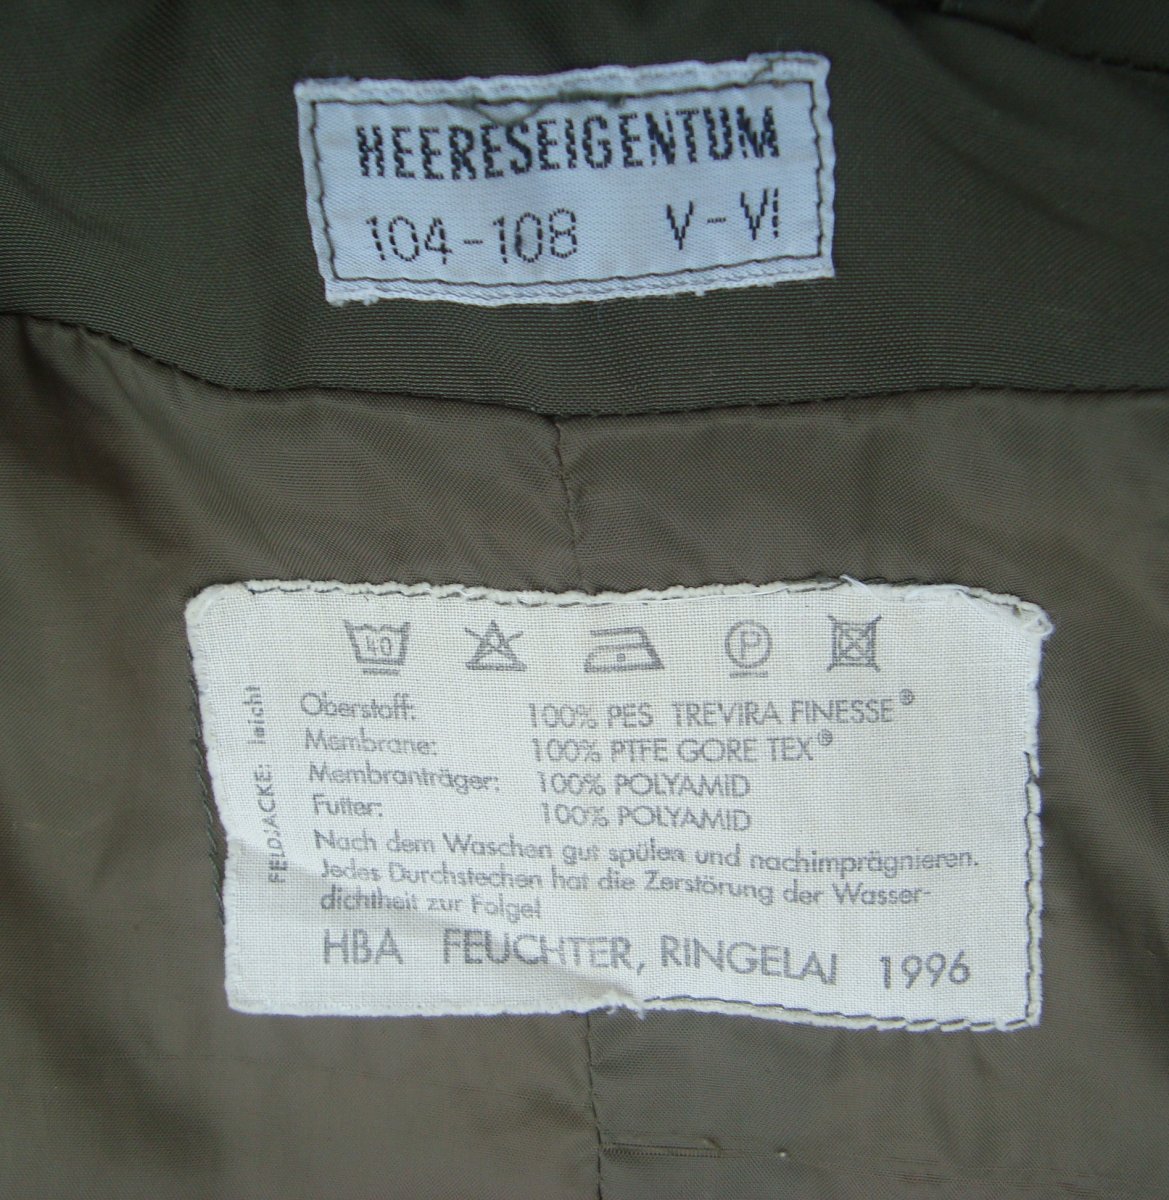 HEERESEIGENTUM
104-108 V-VI
40 P
FELDJACKE: leicht
Oberstoff: 100% PES TREVIRA FINESSE®
Membrane: 100% PTFE GORE TEX®
Membranträger: 100% POLYAMID
Futter: 100% POLYAMID
Nach dem Waschen gut spülen und nachimprägnieren.
Jedes Durchstechen hat die Zerstörung der Wasser-
dichtheit zur Folge!
HBA FEUCHTER, RINGELAI 1996